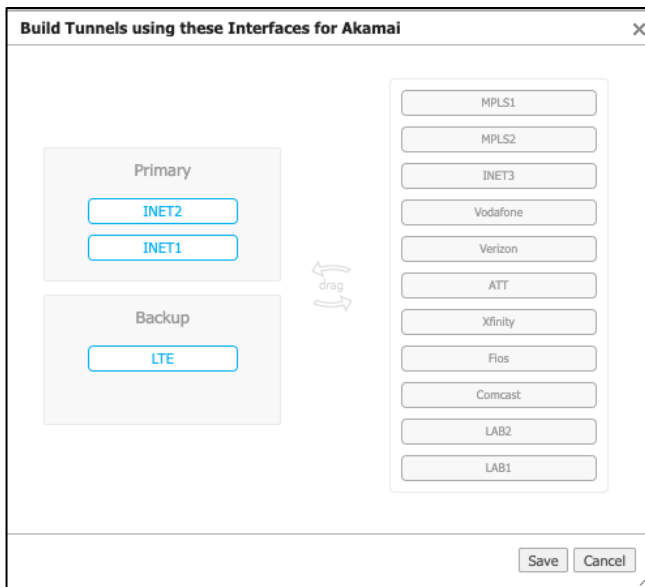 Build Tunnels using these Interfaces for Akamai
Primary
INET2
INET1
Backup
LTE
drag
MPLS1
MPLS2
INET3
Vodafone
Verizon
ATT
Xfinity
Fios
Comcast
LAB2
LAB1
Save
Cancel